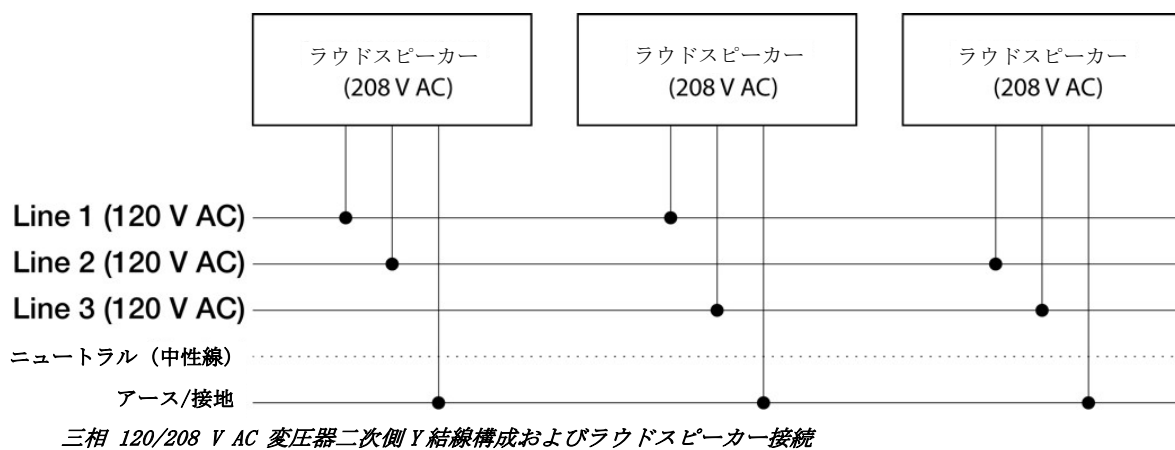 ラウドスピーカー
(208 V AC)
ラウドスピーカー
(208 V AC)
ラウドスピーカー
(208 V AC)
Line 1 (120 V AC)
Line 2 (120 V AC)
Line 3 (120 V AC)
ニュートラル（中性線）
アース/接地
三相 120/208 V AC 変圧器二次側 Y 結線構成およびラウドスピーカー接続